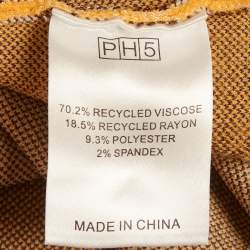 PH5
70.2% RECYCLED VISCOSE
18.5% RECYCLED RAYON
9.3% POLYESTER
2% SPANDEX
MADE IN CHINA